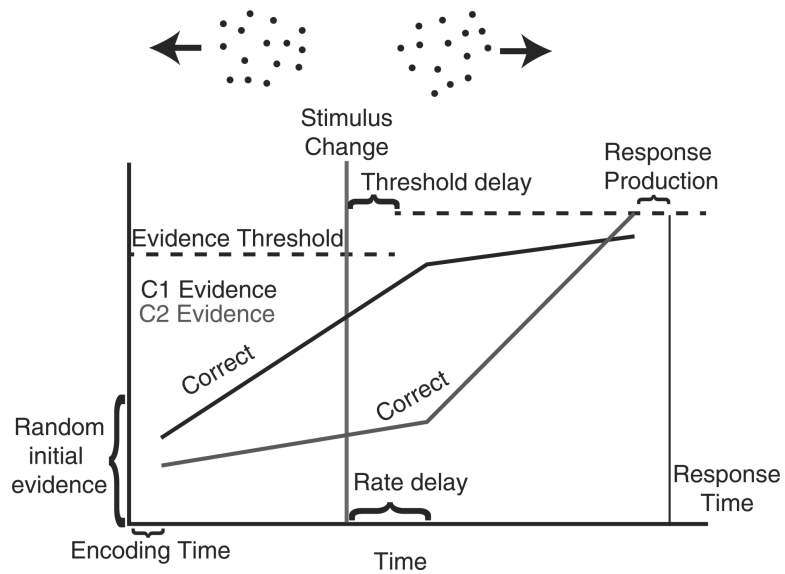 Stimulus
Change
Response
Production
Threshold delay
Evidence Threshold
C1 Evidence
C2 Evidence
Correct
Correct
Random
initial
evidence
Rate delay
Response
Time
Encoding Time
Time